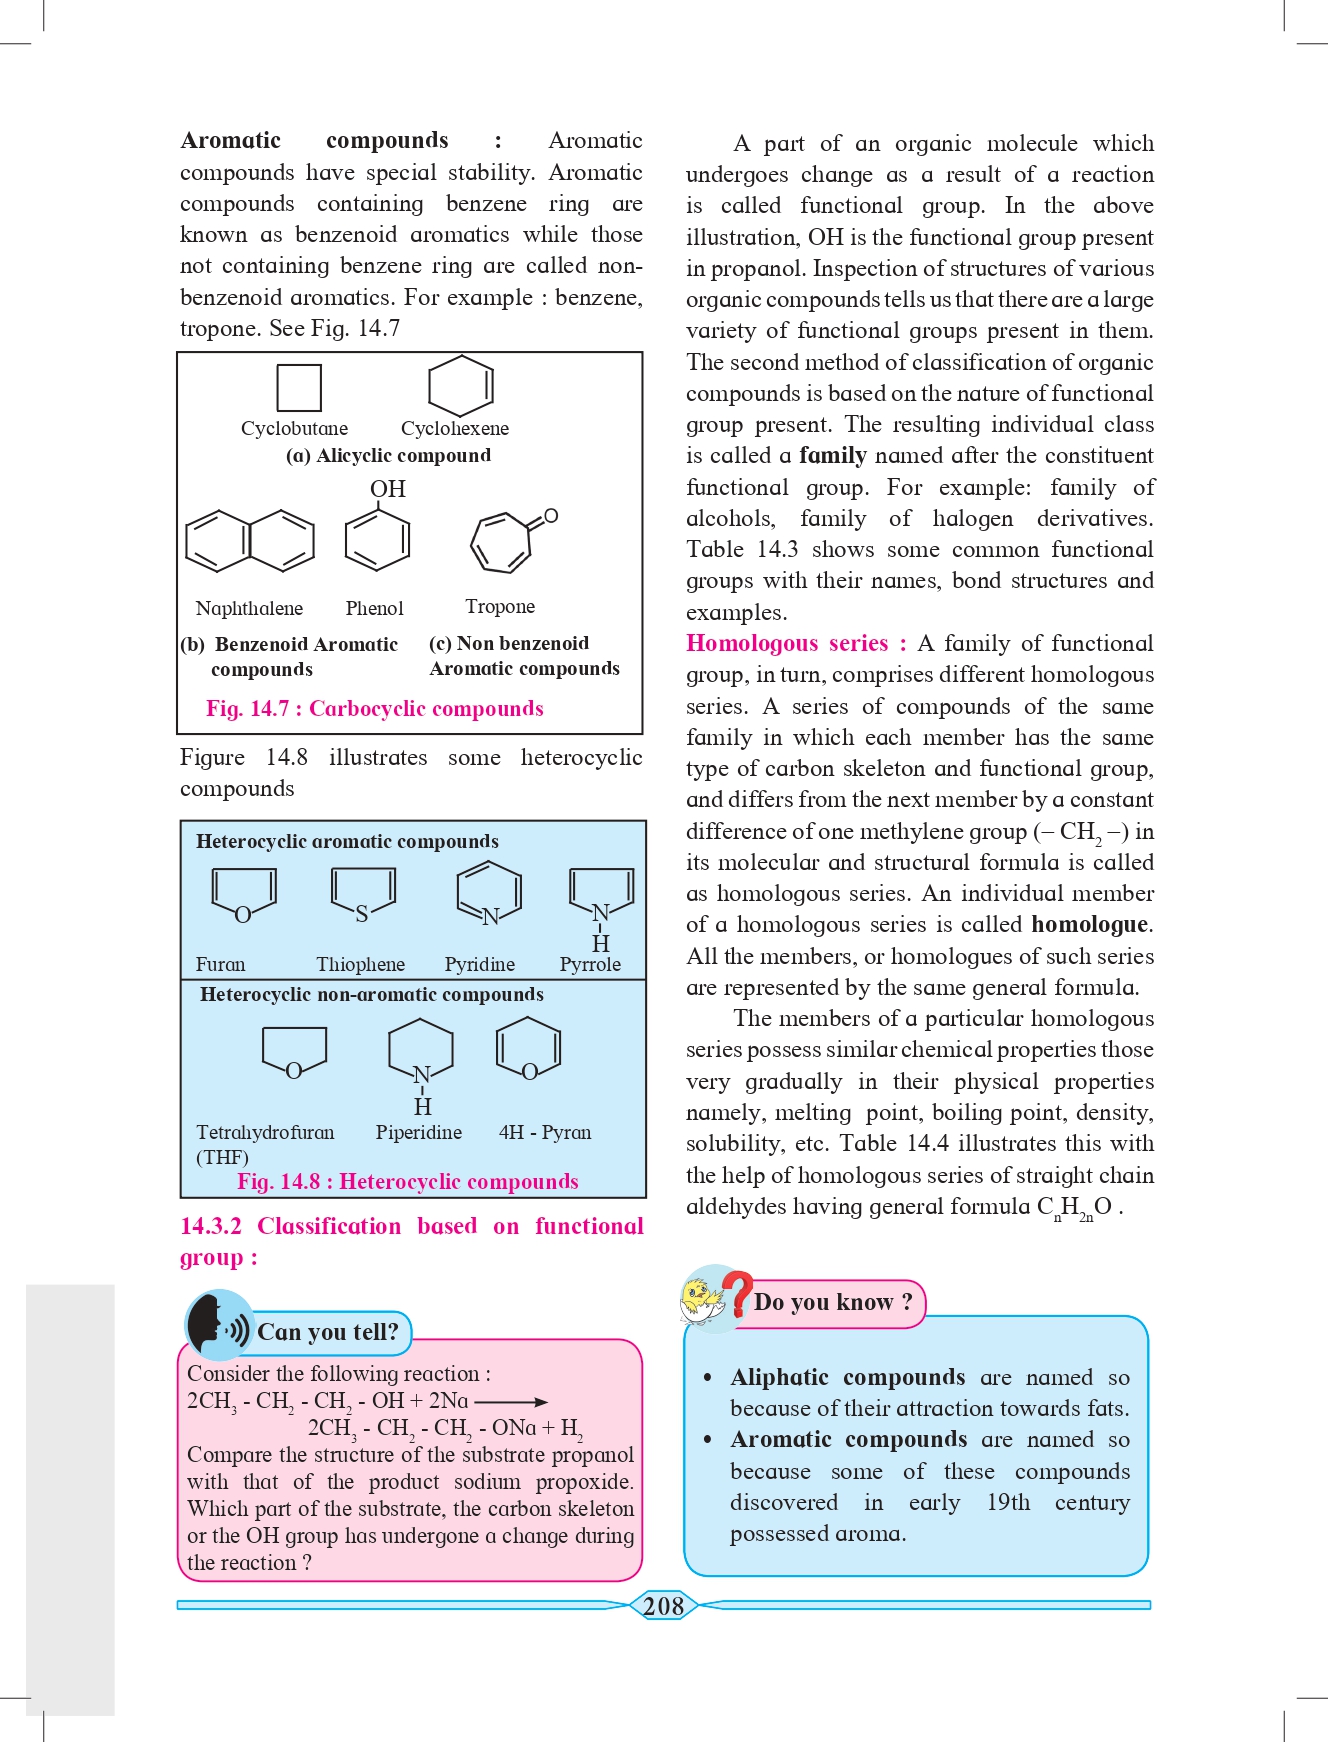 Aromatic compounds : Aromatic
compounds have special stability. Aromatic
compounds containing benzene ring are
known as benzenoid aromatics while those
not containing benzene ring are called non-
benzenoid aromatics. For example : benzene,
tropone. See Fig. 14.7
Cyclobutane Cyclohexene
(a) Alicyclic compound
OH
O
Naphthalene Phenol Tropone
(b) Benzenoid Aromatic
compounds
(c) Non benzenoid
Aromatic compounds
Fig. 14.7 : Carbocyclic compounds
Figure 14.8 illustrates some heterocyclic
compounds
Heterocyclic aromatic compounds
O S N N
H
Furan Thiophene Pyridine Pyrrole
Heterocyclic non-aromatic compounds
O N O
H
Tetrahydrofuran Piperidine 4H - Pyran
(THF)
Fig. 14.8 : Heterocyclic compounds
14.3.2 Classification based on functional
group :
Can you tell?
Consider the following reaction :
2CH₃ - CH₂ - CH₂ - OH + 2Na ⟶
2CH₃ - CH₂ - CH₂ - ONa + H₂
Compare the structure of the substrate propanol
with that of the product sodium propoxide.
Which part of the substrate, the carbon skeleton
or the OH group has undergone a change during
the reaction ?
A part of an organic molecule which
undergoes change as a result of a reaction
is called functional group. In the above
illustration, OH is the functional group present
in propanol. Inspection of structures of various
organic compounds tells us that there are a large
variety of functional groups present in them.
The second method of classification of organic
compounds is based on the nature of functional
group present. The resulting individual class
is called a family named after the constituent
functional group. For example: family of
alcohols, family of halogen derivatives.
Table 14.3 shows some common functional
groups with their names, bond structures and
examples.
Homologous series : A family of functional
group, in turn, comprises different homologous
series. A series of compounds of the same
family in which each member has the same
type of carbon skeleton and functional group,
and differs from the next member by a constant
difference of one methylene group (– CH₂ –) in
its molecular and structural formula is called
as homologous series. An individual member
of a homologous series is called homologue.
All the members, or homologues of such series
are represented by the same general formula.
The members of a particular homologous
series possess similar chemical properties those
very gradually in their physical properties
namely, melting point, boiling point, density,
solubility, etc. Table 14.4 illustrates this with
the help of homologous series of straight chain
aldehydes having general formula CₙH₂ₙO .
Do you know ?
• Aliphatic compounds are named so
because of their attraction towards fats.
• Aromatic compounds are named so
because some of these compounds
discovered in early 19th century
possessed aroma.
208